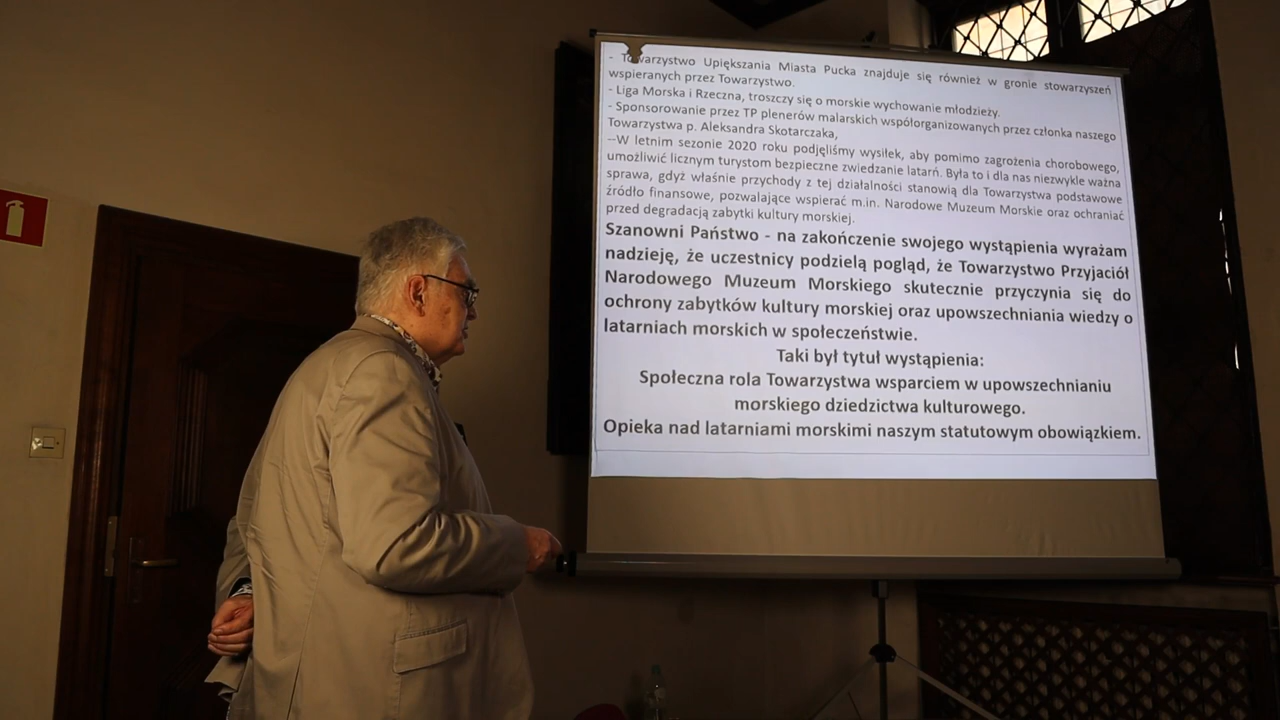 - Towarzystwo Upiększania Miasta Pucka znajduje się również w gronie stowarzyszeń
wspieranych przez Towarzystwo.
- Liga Morska i Rzeczna, troszczy się o morskie wychowanie młodzieży.
- Sponsorowanie przez TP plenerów malarskich współorganizowanych przez członka naszego
Towarzystwa p. Aleksandra Skotarczaka,
--W letnim sezonie 2020 roku podjęliśmy wysiłek, aby pomimo zagrożenia chorobowego,
umożliwić licznym turystom bezpieczne zwiedzanie latarń. Była to i dla nas niezwykle ważna
sprawa, gdyż właśnie przychody z tej działalności stanowią dla Towarzystwa podstawowe
źródło finansowe, pozwalające wspierać m.in. Narodowe Muzeum Morskie oraz ochraniać
przed degradacją zabytki kultury morskiej.
Szanowni Państwo - na zakończenie swojego wystąpienia wyrażam
nadzieję, że uczestnicy podzielą pogląd, że Towarzystwo Przyjaciół
Narodowego Muzeum Morskiego skutecznie przyczynia się do
ochrony zabytków kultury morskiej oraz upowszechniania wiedzy o
latarniach morskich w społeczeństwie.
Taki był tytuł wystąpienia:
Społeczna rola Towarzystwa wsparciem w upowszechnianiu
morskiego dziedzictwa kulturowego.
Opieka nad latarniami morskimi naszym statutowym obowiązkiem.